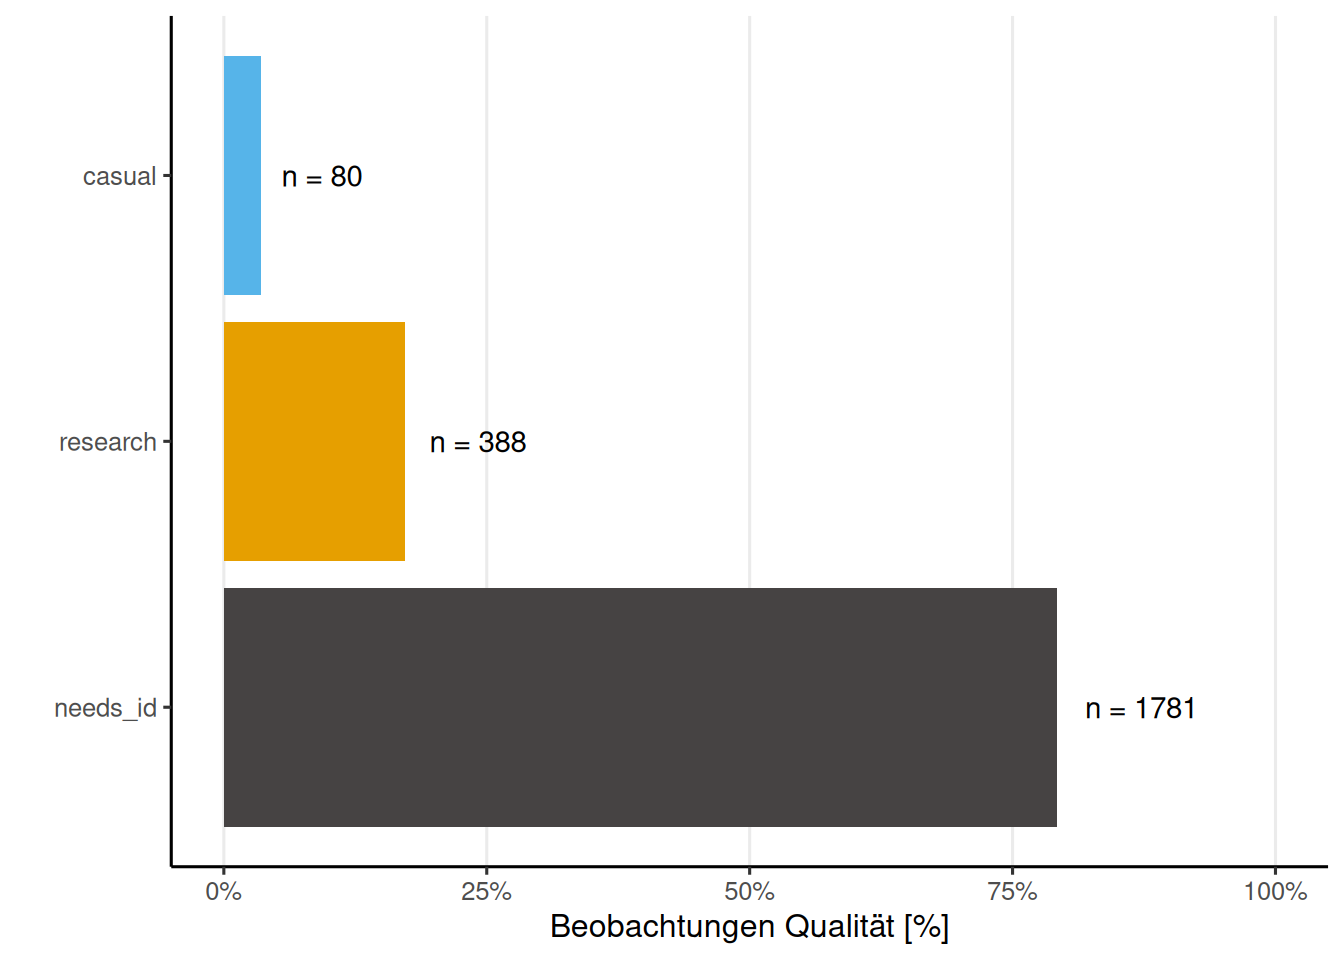 casual
n = 80
research
n = 388
needs_id
n = 1781
0% 25% 50% 75% 100%
Beobachtungen Qualität [%]